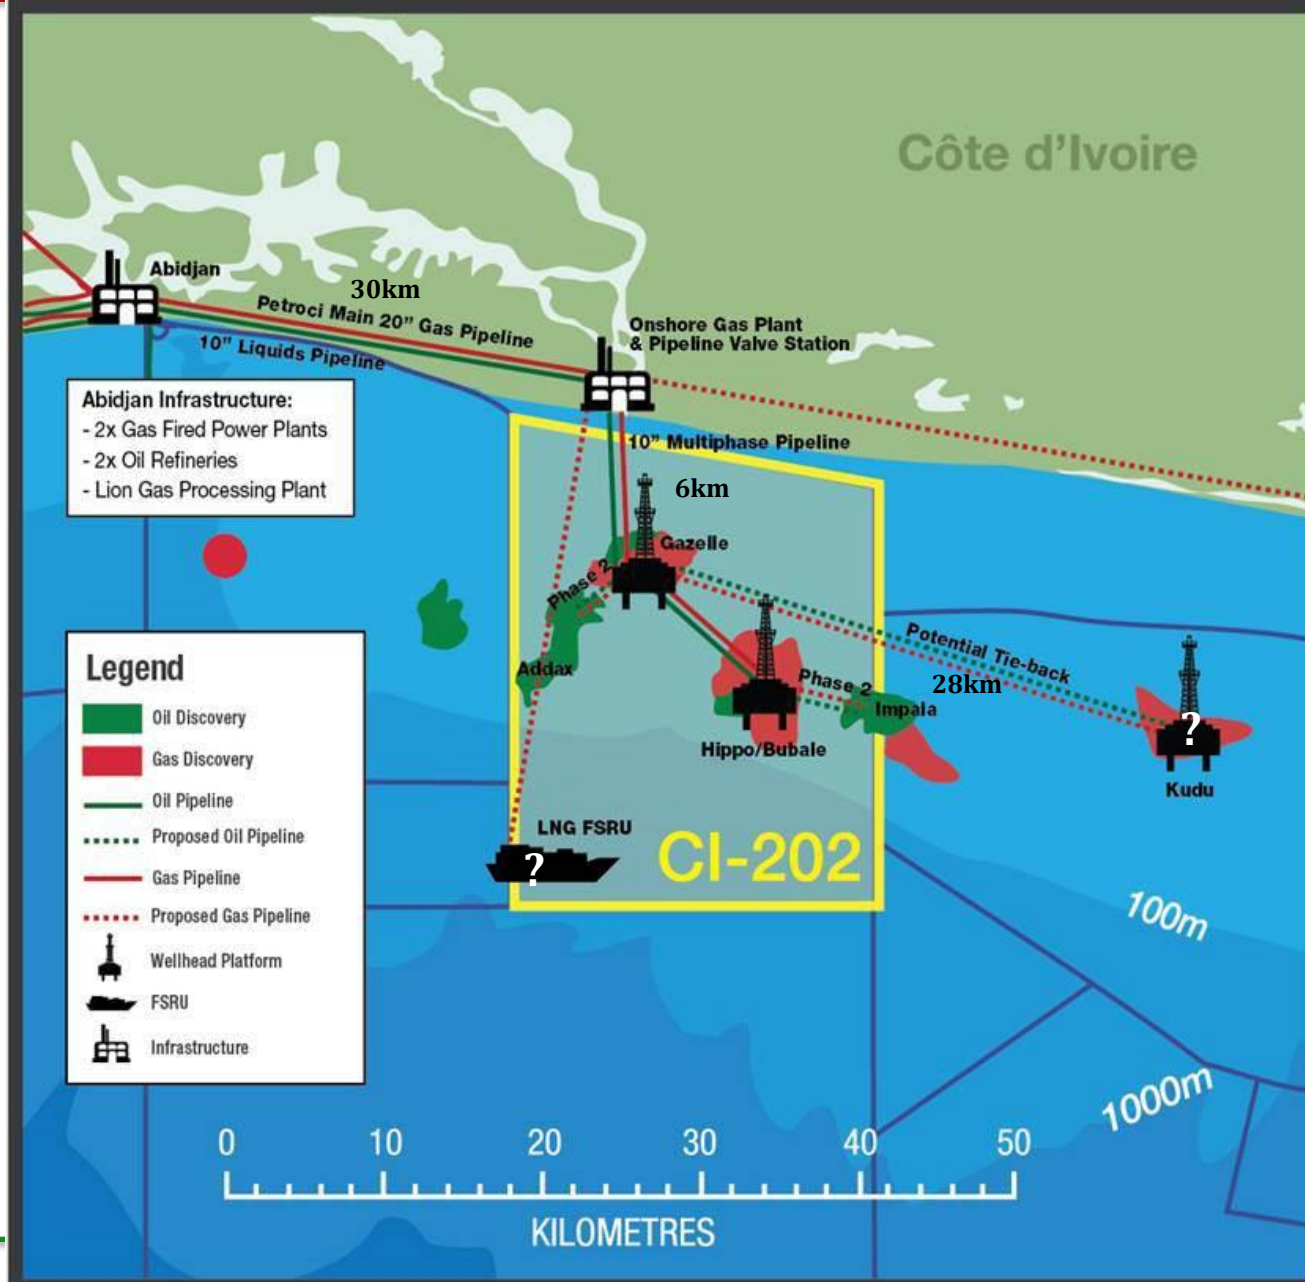 Côte d'Ivoire
Abidjan
30km
Petroci Main 20" Gas Pipeline
10" Liquids Pipeline
Onshore Gas Plant
& Pipeline Valve Station
Abidjan Infrastructure:
- 2x Gas Fired Power Plants
- 2x Oil Refineries
- Lion Gas Processing Plant
10" Multiphase Pipeline
6km
Gazelle
Phase 2
Addax
Potential Tie-back
28km
Phase 2
Impala
Hippo/Bubale
?
Kudu
LNG FSRU
?
CI-202
Legend
Oil Discovery
Gas Discovery
Oil Pipeline
Proposed Oil Pipeline
Gas Pipeline
Proposed Gas Pipeline
Wellhead Platform
FSRU
Infrastructure
100m
1000m
0 10 20 30 40 50
KILOMETRES